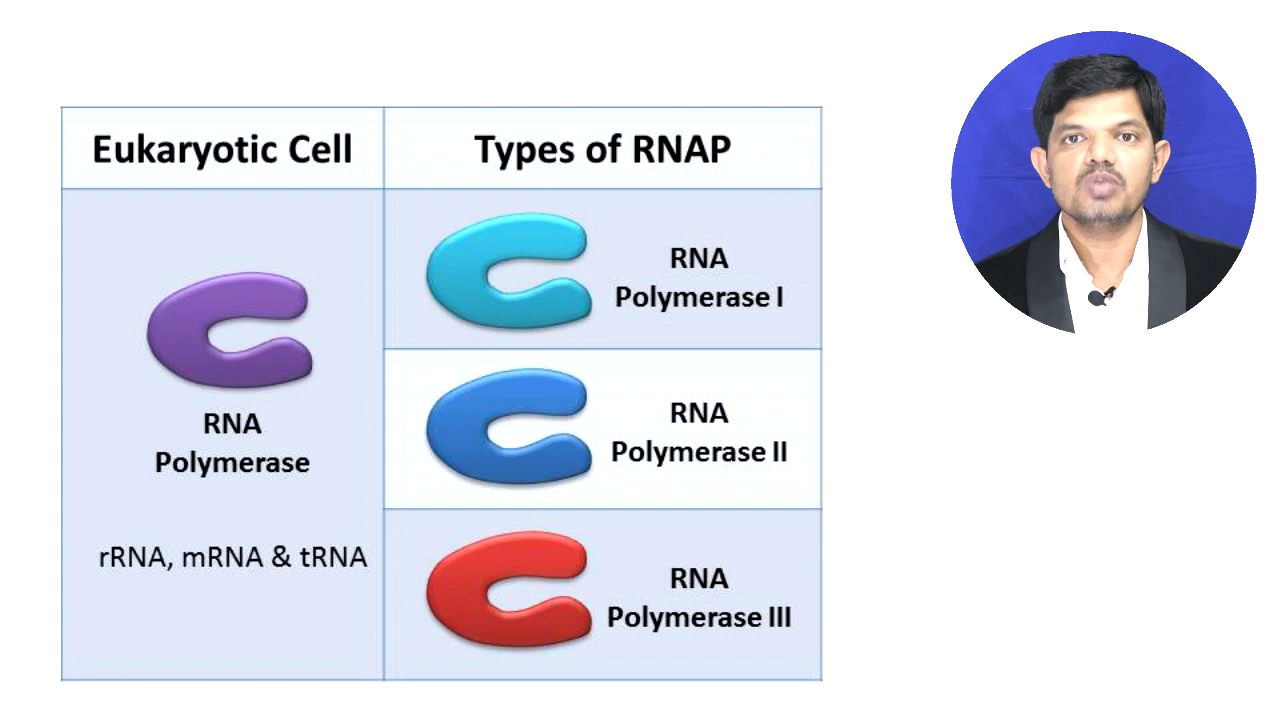 Eukaryotic Cell
Types of RNAP
RNA
Polymerase
rRNA, mRNA & tRNA
RNA
Polymerase I
RNA
Polymerase II
RNA
Polymerase III